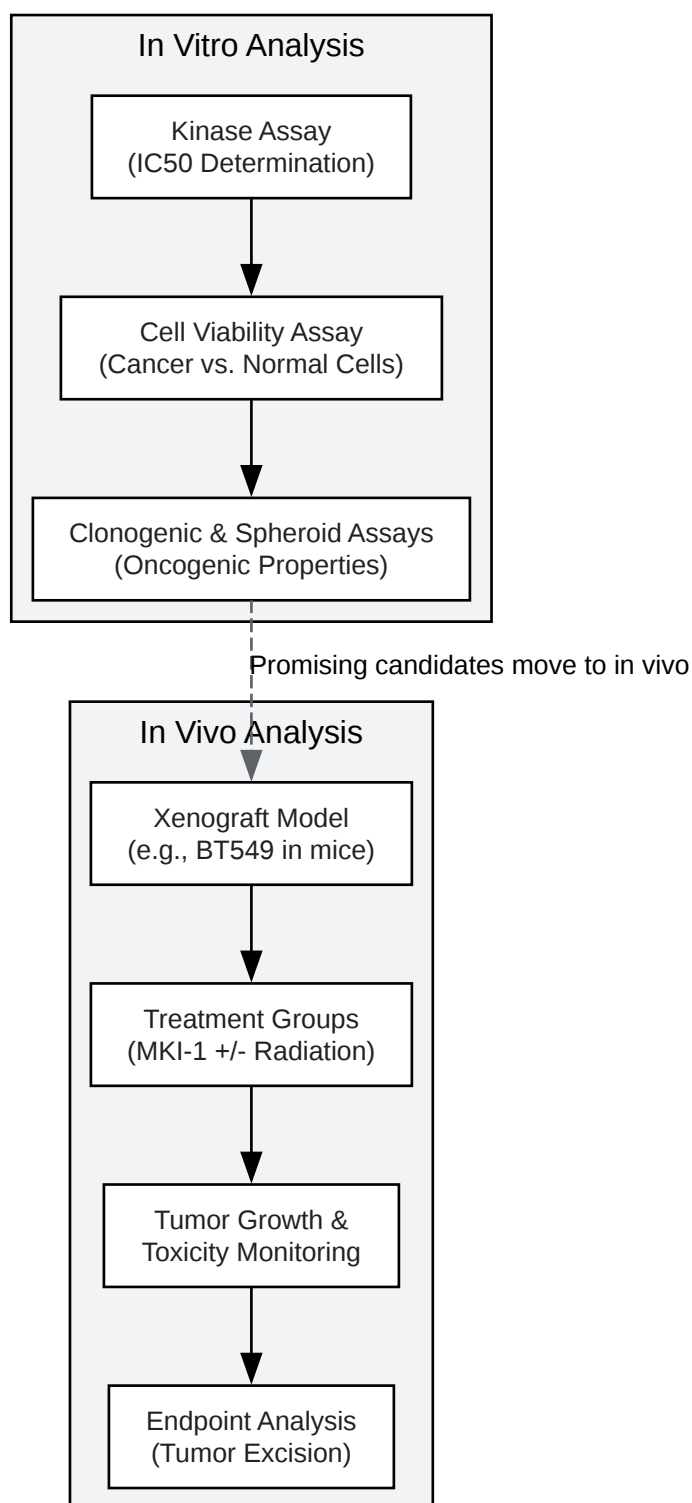 In Vitro Analysis
Kinase Assay
(IC50 Determination)
Cell Viability Assay
(Cancer vs. Normal Cells)
Clonogenic & Spheroid Assays
(Oncogenic Properties)
Promising candidates move to in vivo
In Vivo Analysis
Xenograft Model
(e.g., BT549 in mice)
Treatment Groups
(MKI-1 +/- Radiation)
Tumor Growth &
Toxicity Monitoring
Endpoint Analysis
(Tumor Excision)